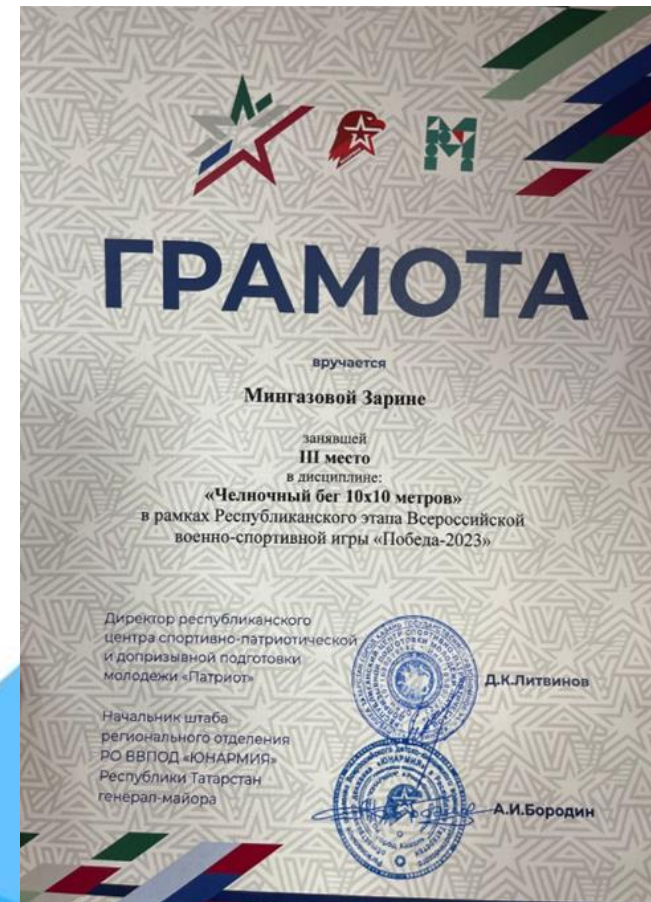 ГРАМОТА
вручается
Мингазовой Зарине
занявшей
III место
в дисциплине:
«Челночный бег 10х10 метров»
в рамках Республиканского этапа Всероссийской
военно-спортивной игры «Победа-2023»
Директор республиканского
центра спортивно-патриотической
и допризывной подготовки
молодежи «Патриот»
Д.К.Литвинов
Начальник штаба
регионального отделения
РО ВВПОД «ЮНАРМИЯ»
Республики Татарстан
генерал-майора
А.И.Бородин